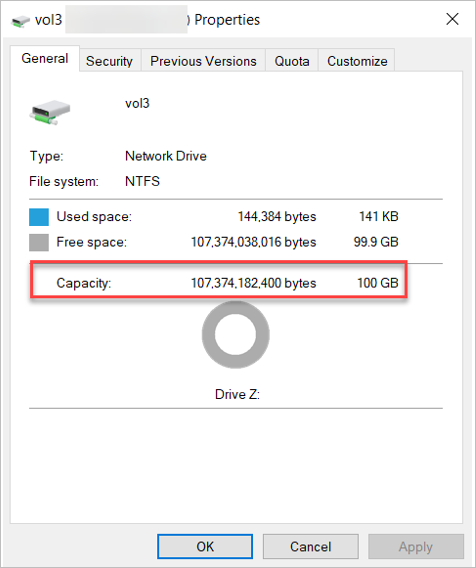 vol3 ) Properties
General Security Previous Versions Quota Customize
vol3
Type: Network Drive
File system: NTFS
Used space: 144,384 bytes 141 KB
Free space: 107,374,038,016 bytes 99.9 GB
Capacity: 107,374,182,400 bytes 100 GB
Drive Z:
OK Cancel Apply